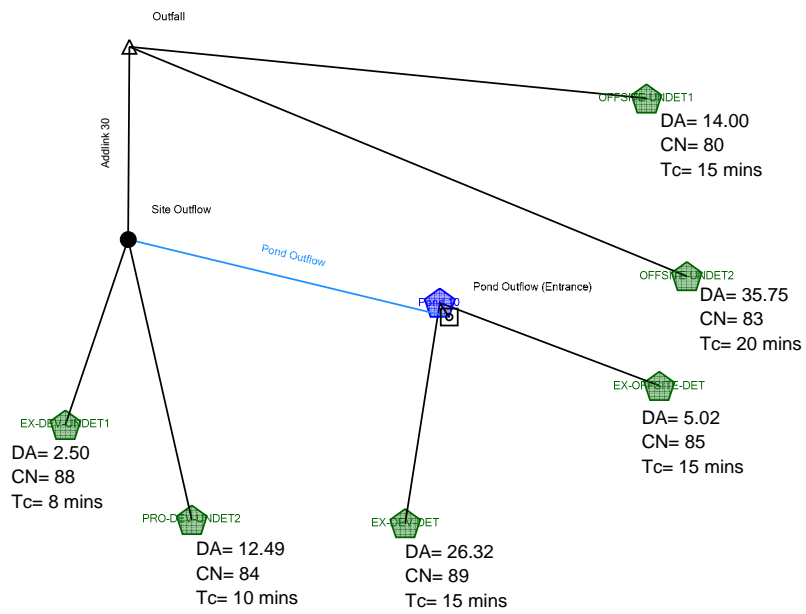 Outfall
OFFSITE-UNDET1
DA= 14.00
CN= 80
Tc= 15 mins
Addlink 30
Site Outflow
Pond Outflow
OFFSITE-UNDET2
DA= 35.75
CN= 83
Tc= 20 mins
Pond Outflow (Entrance)
Pond 10
EX-OFFSITE-DET
DA= 5.02
CN= 85
Tc= 15 mins
EX-DEV-UNDET1
DA= 2.50
CN= 88
Tc= 8 mins
PRO-DEV-UNDET2
DA= 12.49
CN= 84
Tc= 10 mins
EX-DEV-DET
DA= 26.32
CN= 89
Tc= 15 mins